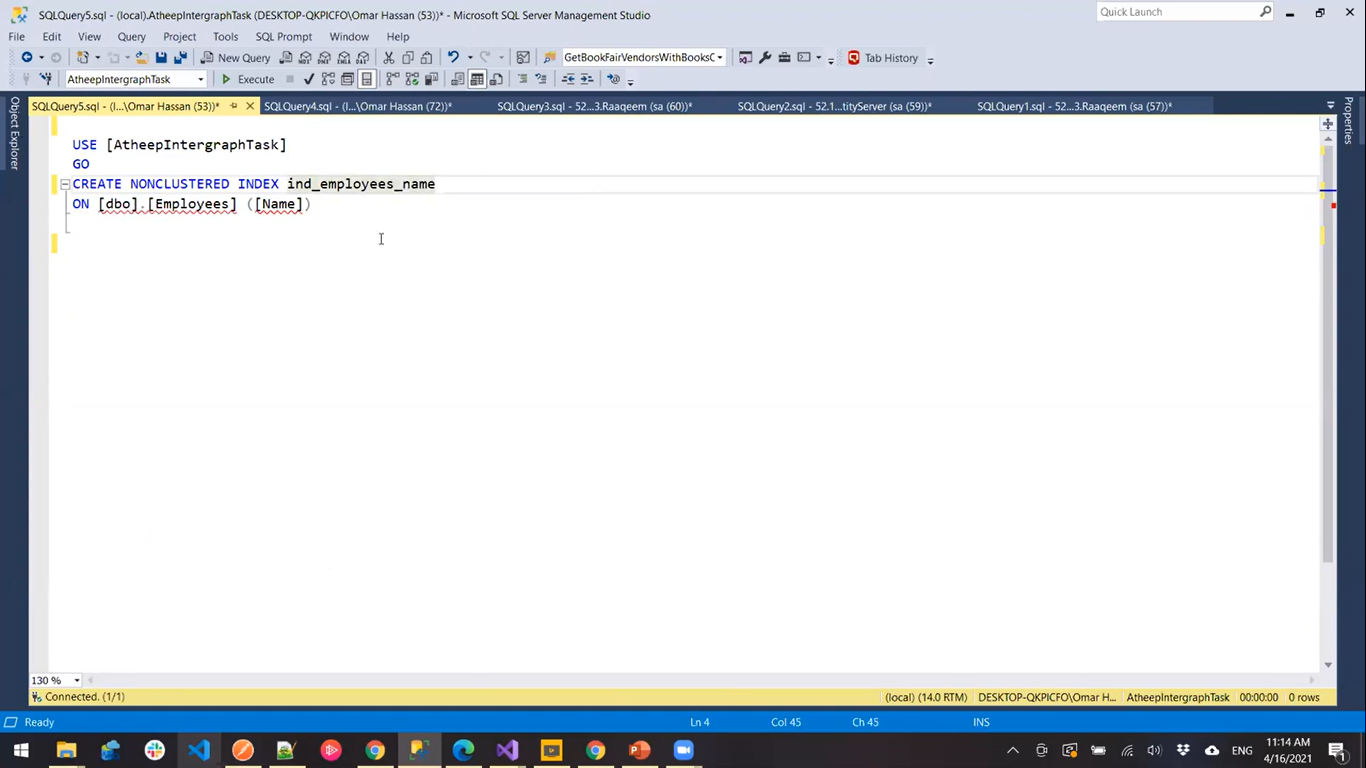 SQLQuery5.sql - (local).AtheepIntergraphTask (DESKTOP-QKPICFO\Omar Hassan (53))* - Microsoft SQL Server Management Studio
Quick Launch
File Edit View Query Project Tools SQL Prompt Window Help
New Query
MDX DMX XMLA DAX
GetBookFairVendorsWithBooksC
AtheepIntergraphTask
Execute
Tab History
SQLQuery5.sql - (l...\Omar Hassan (53))*
SQLQuery4.sql - (l...\Omar Hassan (72))*
SQLQuery3.sql - 52...3.Raaqeem (sa (60))*
SQLQuery2.sql - 52.1...tityServer (sa (59))*
SQLQuery1.sql - 52...3.Raaqeem (sa (57))*
Object Explorer
Properties
USE [AtheepIntergraphTask]
GO
CREATE NONCLUSTERED INDEX ind_employees_name
ON [dbo].[Employees] ([Name])
130 %
Connected. (1/1)
(local) (14.0 RTM)
DESKTOP-QKPICFO\Omar H...
AtheepIntergraphTask
00:00:00
0 rows
Ready
Ln 4
Col 45
Ch 45
INS
ENG
11:14 AM
4/16/2021
1